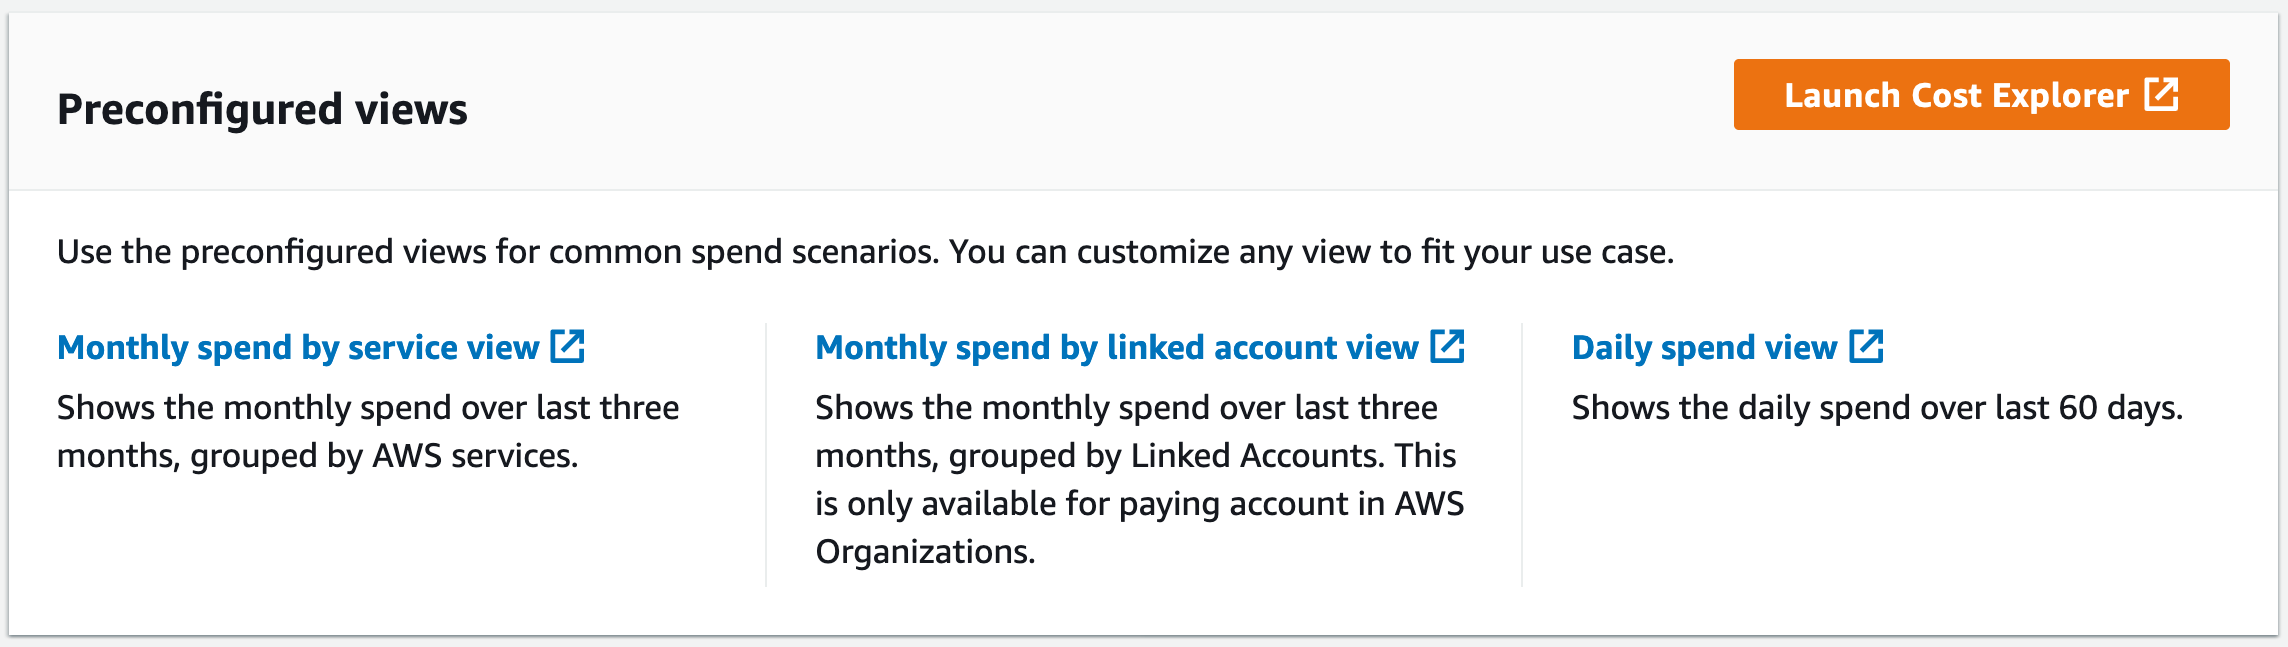 Preconfigured views
Launch Cost Explorer
Use the preconfigured views for common spend scenarios. You can customize any view to fit your use case.
Monthly spend by service view
Shows the monthly spend over last three
months, grouped by AWS services.
Monthly spend by linked account view
Shows the monthly spend over last three
months, grouped by Linked Accounts. This
is only available for paying account in AWS
Organizations.
Daily spend view
Shows the daily spend over last 60 days.